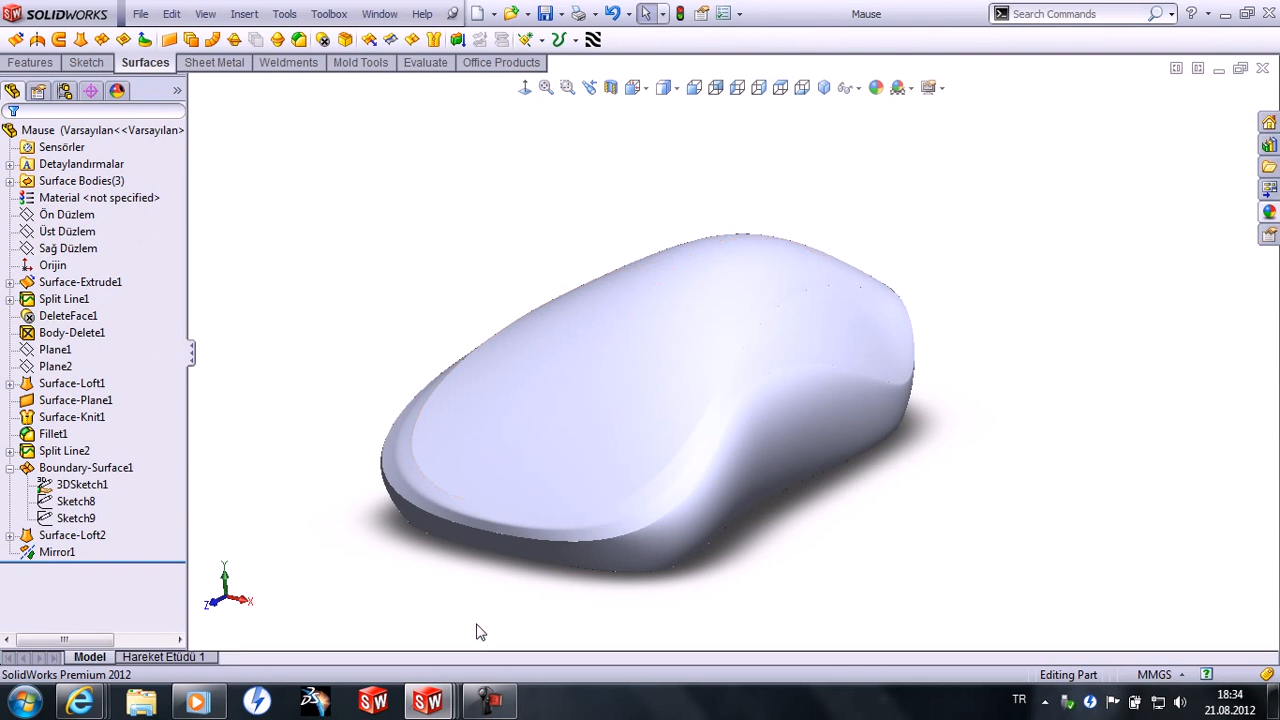 SOLIDWORKS File Edit View Insert Tools Toolbox Window Help Mause Search Commands
Features Sketch Surfaces Sheet Metal Weldments Mold Tools Evaluate Office Products
Mause (Varsayılan<<Varsayılan>
Sensörler
Detaylandırmalar
Surface Bodies(3)
Material <not specified>
Ön Düzlem
Üst Düzlem
Sağ Düzlem
Orijin
Surface-Extrude1
Split Line1
DeleteFace1
Body-Delete1
Plane1
Plane2
Surface-Loft1
Surface-Plane1
Surface-Knit1
Fillet1
Split Line2
Boundary-Surface1
3DSketch1
Sketch8
Sketch9
Surface-Loft2
Mirror1
Y
Z X
Model Hareket Etüdü 1
SolidWorks Premium 2012 Editing Part MMGS
TR 18:34
21.08.2012